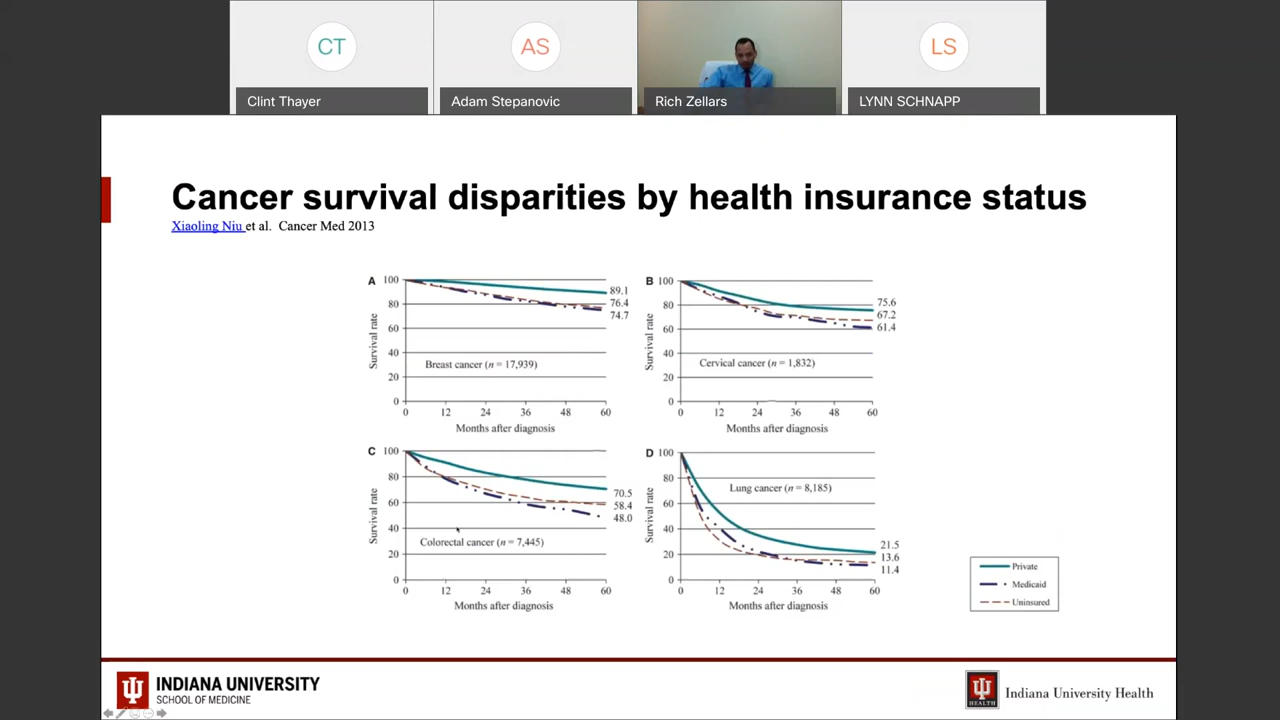 CT
AS
LS
Clint Thayer
Adam Stepanovic
Rich Zellars
LYNN SCHNAPP
Cancer survival disparities by health insurance status
Xiaoling Niu et al. Cancer Med 2013
A
100
80
60
40
20
0
Survival rate
89.1
76.4
74.7
Breast cancer (n = 17,939)
0 12 24 36 48 60
Months after diagnosis
B
100
80
60
40
20
0
Survival rate
75.6
67.2
61.4
Cervical cancer (n = 1,832)
0 12 24 36 48 60
Months after diagnosis
C
100
80
60
40
20
0
Survival rate
70.5
58.4
48.0
Colorectal cancer (n = 7,445)
0 12 24 36 48 60
Months after diagnosis
D
100
80
60
40
20
0
Survival rate
Lung cancer (n = 8,185)
21.5
13.6
11.4
0 12 24 36 48 60
Months after diagnosis
Private
Medicaid
Uninsured
INDIANA UNIVERSITY
SCHOOL OF MEDICINE
HEALTH
Indiana University Health